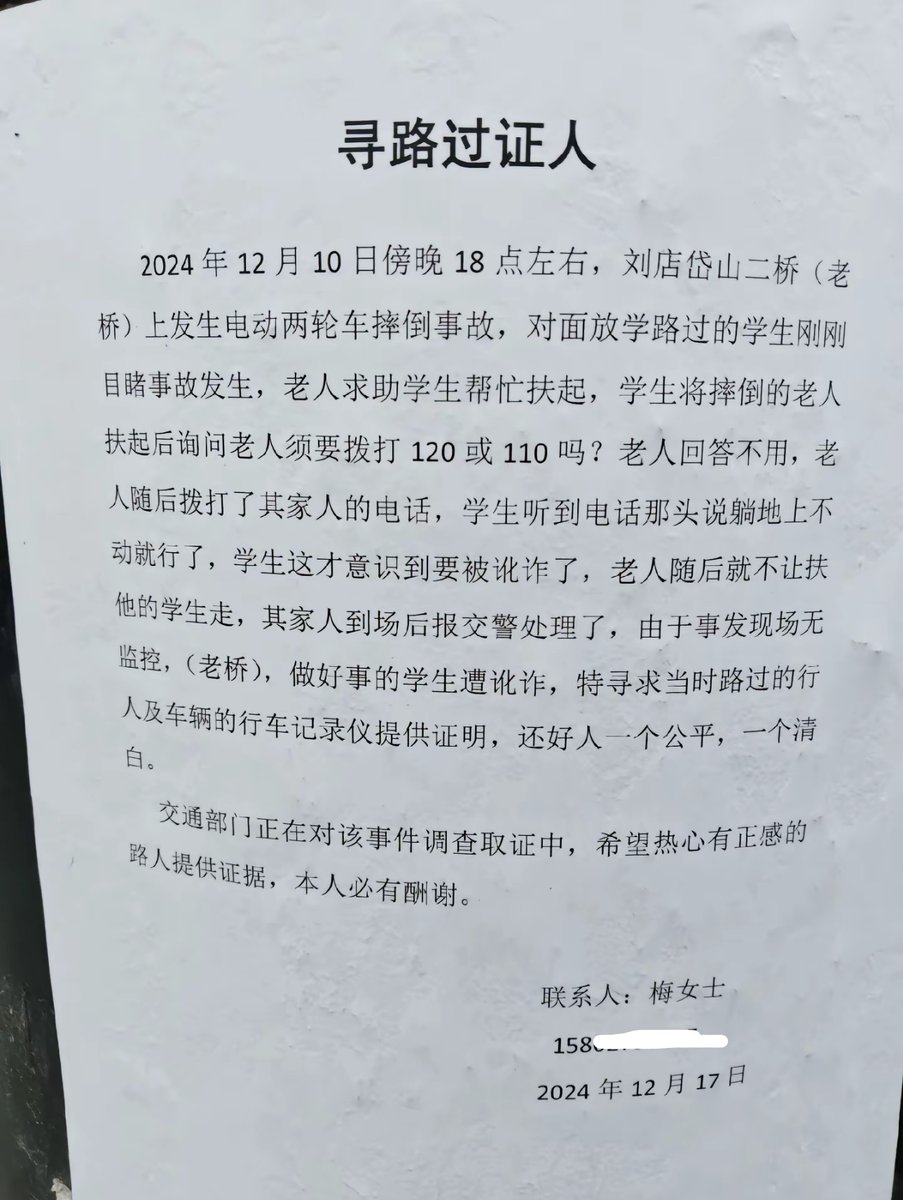 寻路过证人
2024 年 12 月 10 日傍晚 18 点左右，刘店岱山二桥（老
桥）上发生电动两轮车摔倒事故，对面放学路过的学生刚刚
目睹事故发生，老人求助学生帮忙扶起，学生将摔倒的老人
扶起后询问老人须要拨打 120 或 110 吗？老人回答不用，老
人随后拨打了其家人的电话，学生听到电话那头说躺地上不
动就行了，学生这才意识到要被讹诈了，老人随后就不让扶
他的学生走，其家人到场后报交警处理了，由于事发现场无
监控，（老桥），做好事的学生遭讹诈，特寻求当时路过的行
人及车辆的行车记录仪提供证明，还好人一个公平，一个清
白。
交通部门正在对该事件调查取证中，希望热心有正感的
路人提供证据，本人必有酬谢。
联系人：梅女士
158
2024 年 12 月 17 日